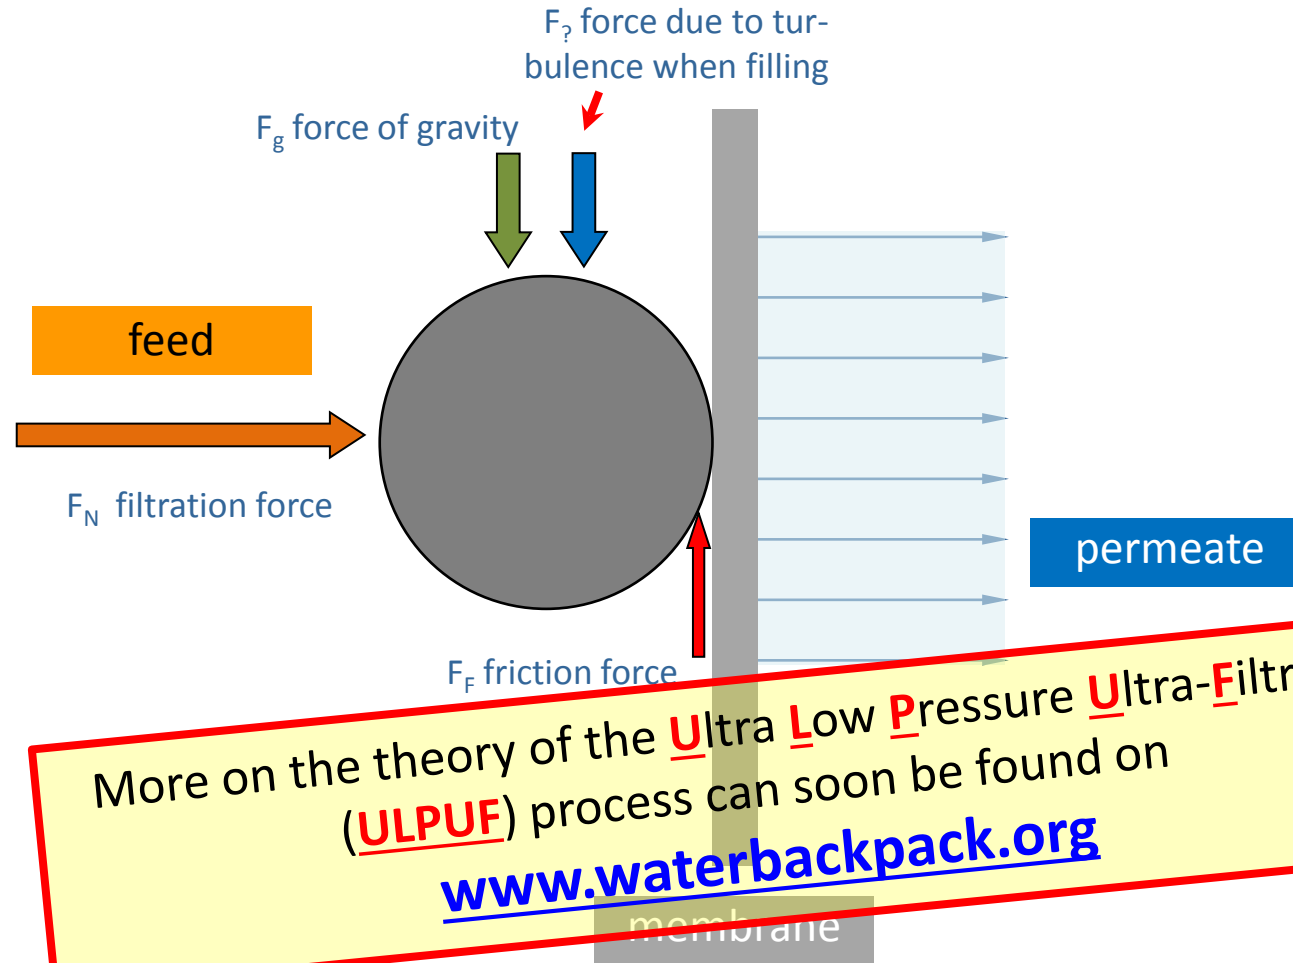 F? force due to tur-
bulence when filling
Fg force of gravity
feed
FN filtration force
permeate
FF friction force
More on the theory of the Ultra Low Pressure Ultra-Filtr
(ULPUF) process can soon be found on
www.waterbackpack.org
membrane